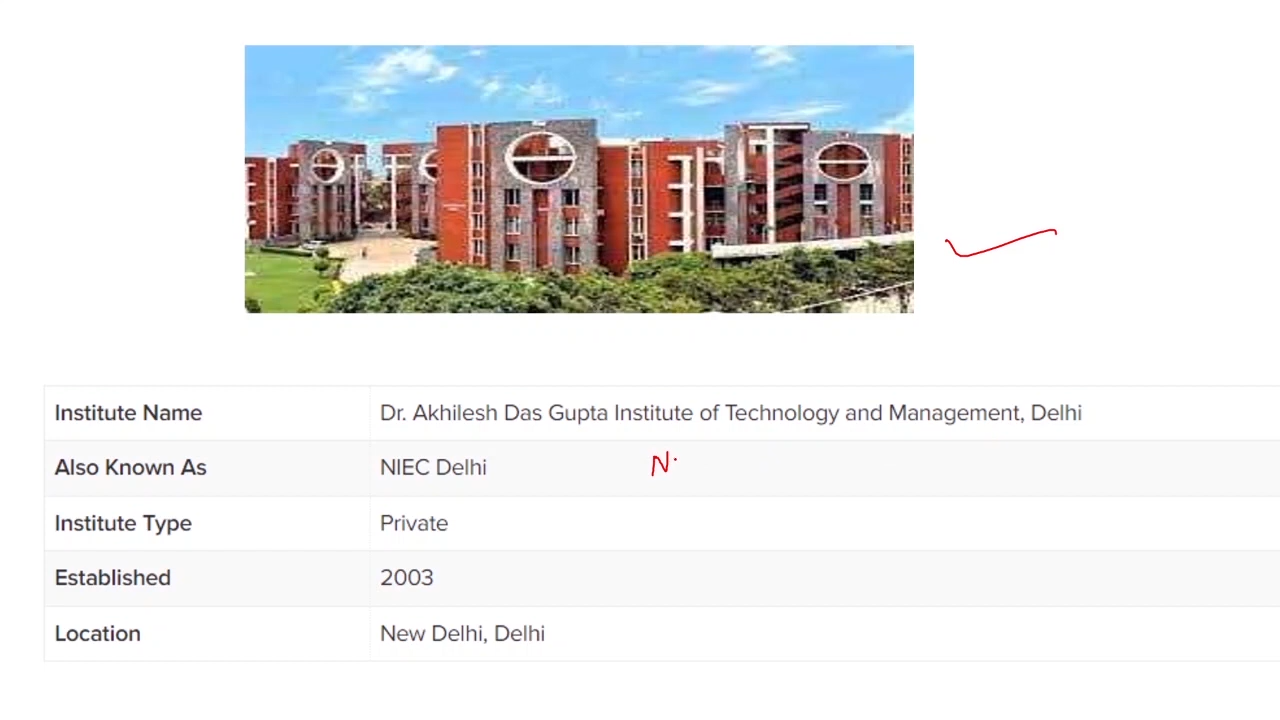 Institute Name Dr. Akhilesh Das Gupta Institute of Technology and Management, Delhi
Also Known As NIEC Delhi N.
Institute Type Private
Established 2003
Location New Delhi, Delhi